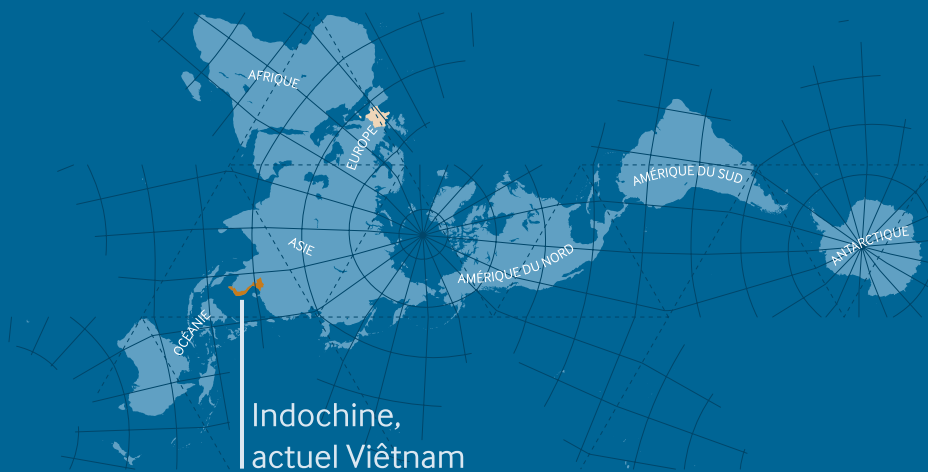 AFRIQUE
EUROPE
AMÉRIQUE DU SUD
ASIE
AMÉRIQUE DU NORD
ANTARCTIQUE
OCÉANIE
Indochine,
actuel Viêtnam